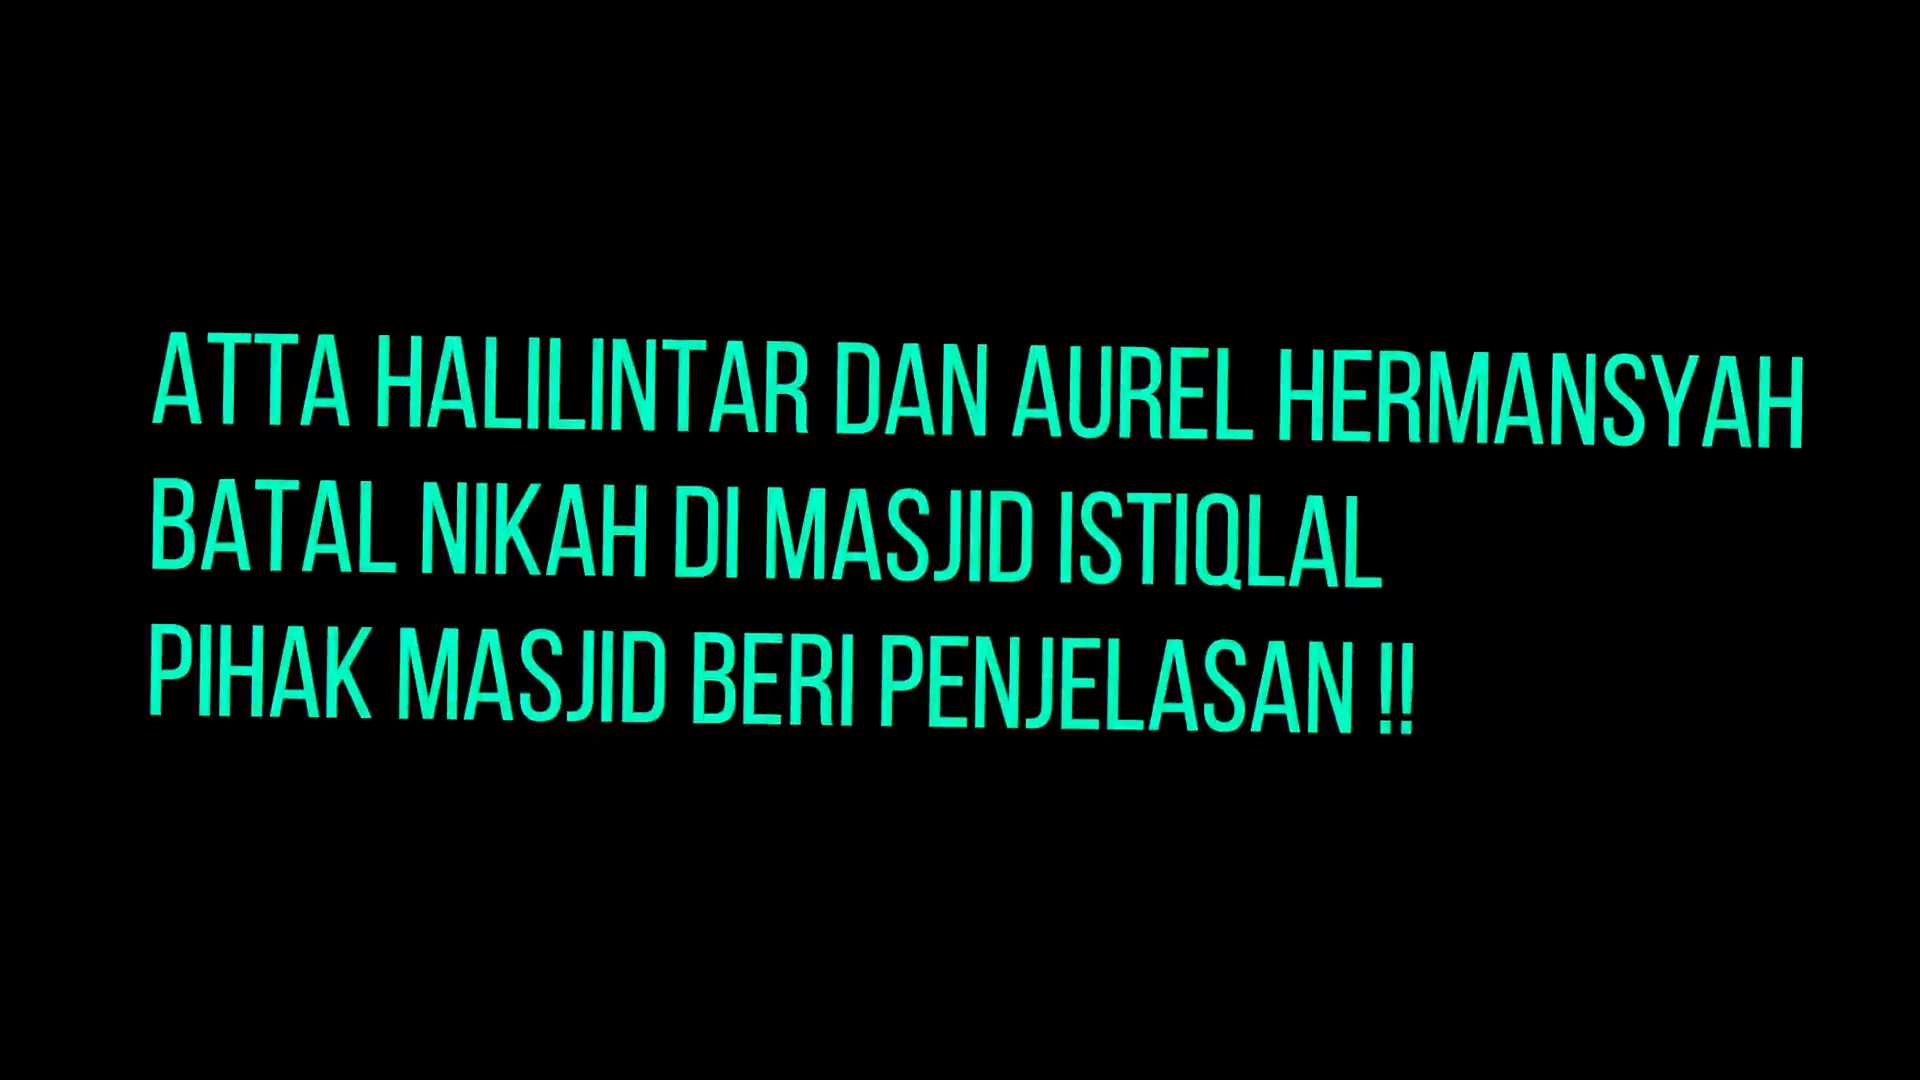 ATTA HALILINTAR DAN AUREL HERMANSYAH
BATAL NIKAH DI MASJID ISTIQLAL
PIHAK MASJID BERI PENJELASAN !!